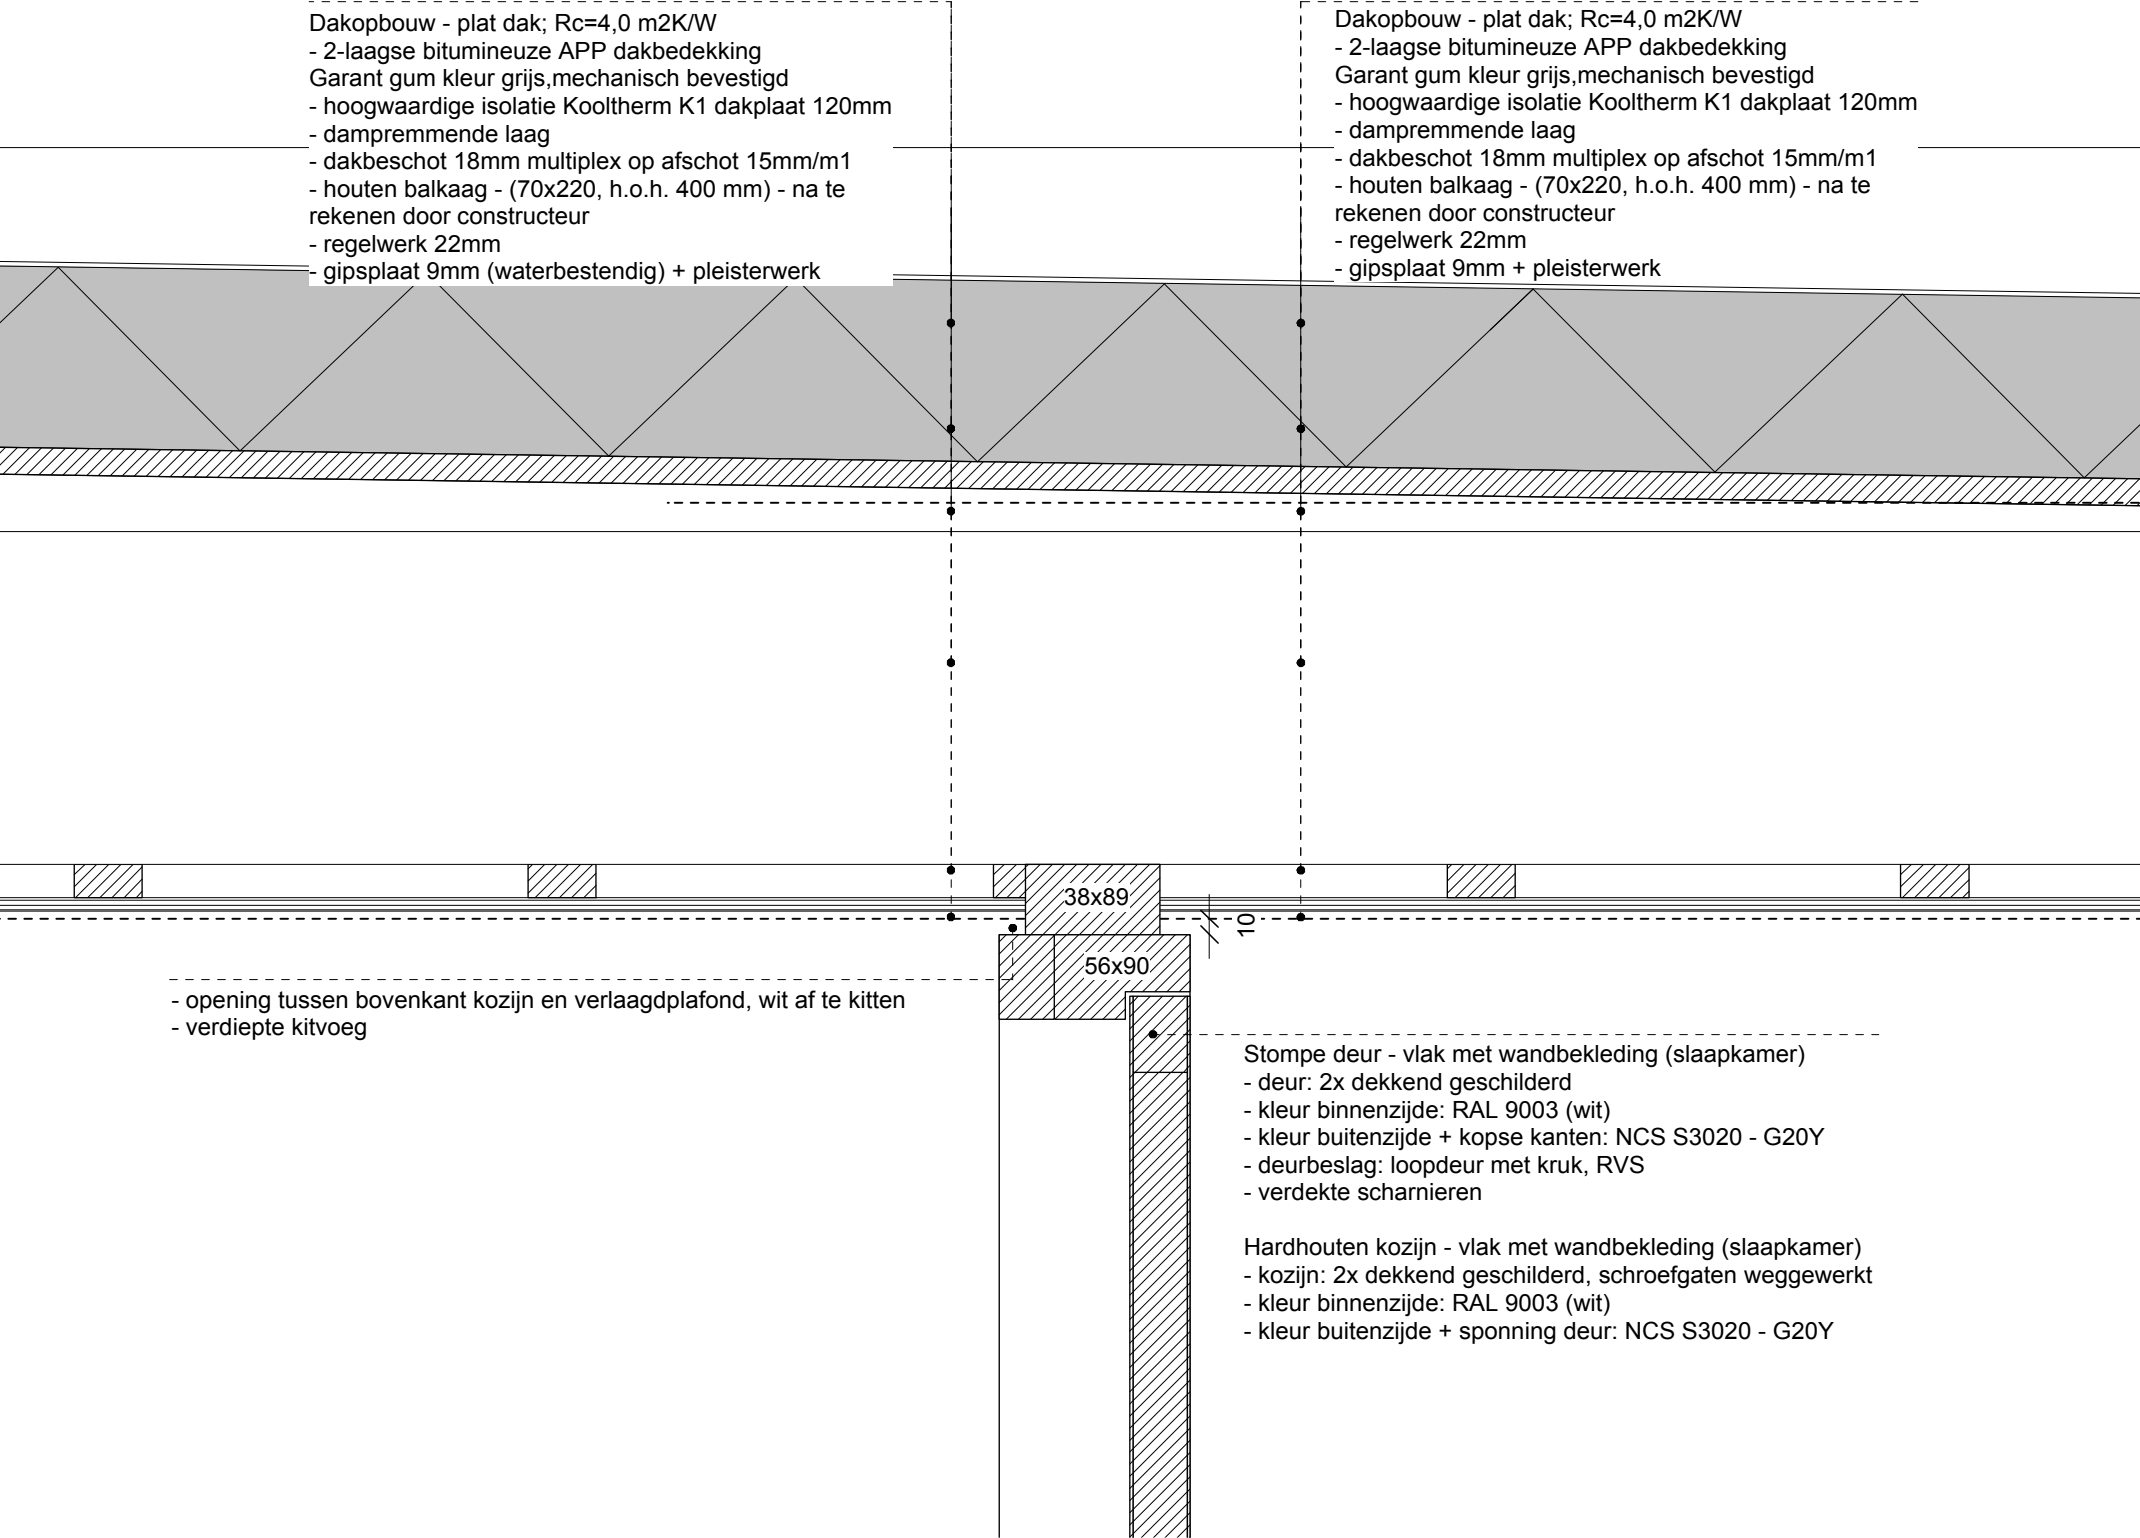 Dakopbouw - plat dak; Rc=4,0 m2K/W
- 2-laagse bitumineuze APP dakbedekking
Garant gum kleur grijs,mechanisch bevestigd
- hoogwaardige isolatie Kooltherm K1 dakplaat 120mm
- dampremmende laag
- dakbeschot 18mm multiplex op afschot 15mm/m1
- houten balkaag - (70x220, h.o.h. 400 mm) - na te
rekenen door constructeur
- regelwerk 22mm
- gipsplaat 9mm (waterbestendig) + pleisterwerk
Dakopbouw - plat dak; Rc=4,0 m2K/W
- 2-laagse bitumineuze APP dakbedekking
Garant gum kleur grijs,mechanisch bevestigd
- hoogwaardige isolatie Kooltherm K1 dakplaat 120mm
- dampremmende laag
- dakbeschot 18mm multiplex op afschot 15mm/m1
- houten balkaag - (70x220, h.o.h. 400 mm) - na te
rekenen door constructeur
- regelwerk 22mm
- gipsplaat 9mm + pleisterwerk
38x89
10
56x90
- opening tussen bovenkant kozijn en verlaagdplafond, wit af te kitten
- verdiepte kitvoeg
Stompe deur - vlak met wandbekleding (slaapkamer)
- deur: 2x dekkend geschilderd
- kleur binnenzijde: RAL 9003 (wit)
- kleur buitenzijde + kopse kanten: NCS S3020 - G20Y
- deurbeslag: loopdeur met kruk, RVS
- verdekte scharnieren
Hardhouten kozijn - vlak met wandbekleding (slaapkamer)
- kozijn: 2x dekkend geschilderd, schroefgaten weggewerkt
- kleur binnenzijde: RAL 9003 (wit)
- kleur buitenzijde + sponning deur: NCS S3020 - G20Y